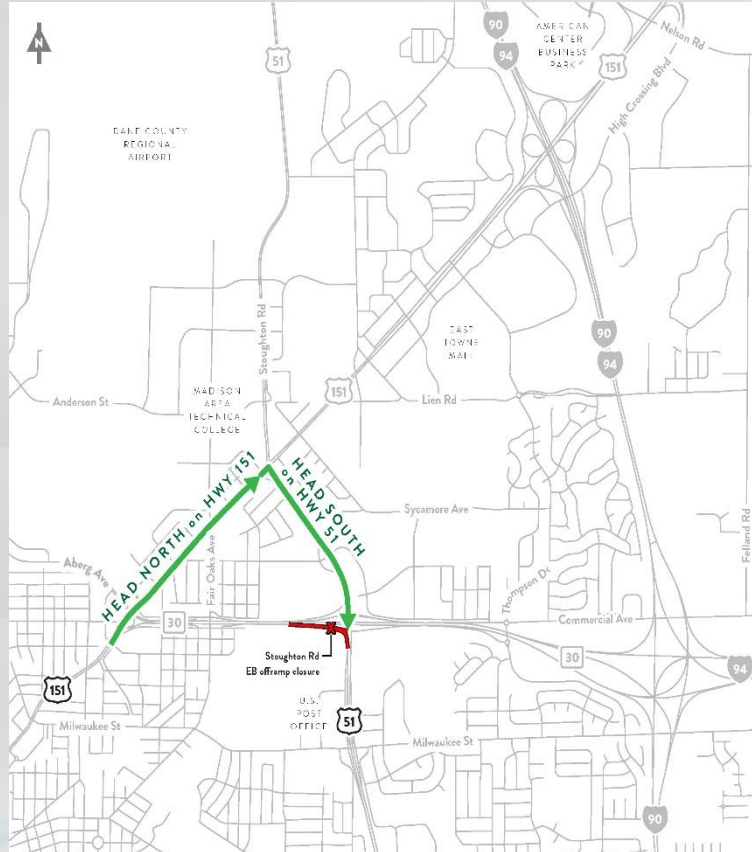 N
51
90
94
AMERICAN
CENTER
BUSINESS
PARK
Nelson Rd
151
High Crossing Blvd
DANE COUNTY
REGIONAL
AIRPORT
Stoughton Rd
EAST
TOWNE
MALL
90
94
MADISON
AREA
TECHNICAL
COLLEGE
151
Anderson St
Lien Rd
HEAD NORTH on HWY 151
HEAD SOUTH
on HWY 51
Sycamore Ave
Felland Rd
Aberg Ave
Fair Oaks Ave
Thompson Dr
30
Commercial Ave
Stoughton Rd
EB offramp closure
30
94
151
U.S.
POST
OFFICE
51
Milwaukee St
Milwaukee St
90